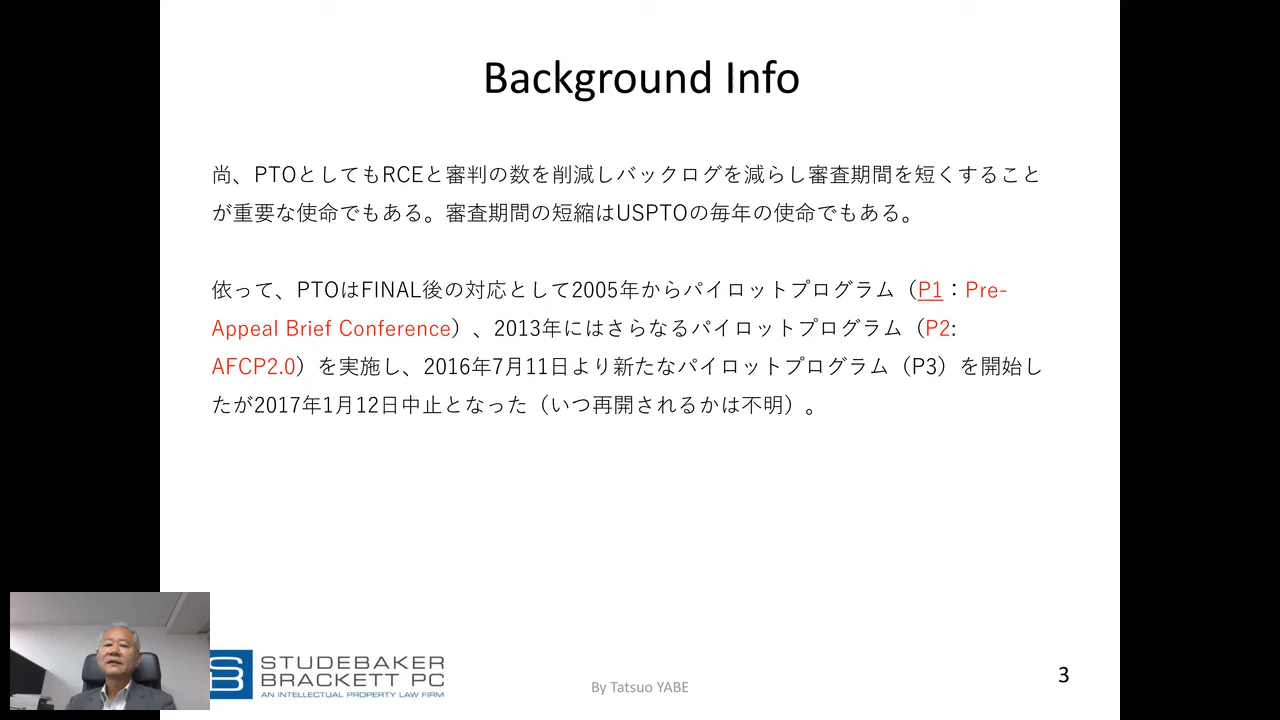 Background Info
尚、PTOとしてもRCEと審判の数を削減しバックログを減らし審査期間を短くすること
が重要な使命でもある。審査期間の短縮はUSPTOの毎年の使命でもある。
依って、PTOはFINAL後の対応として2005年からパイロットプログラム（P1：Pre-
Appeal Brief Conference）、2013年にはさらなるパイロットプログラム（P2:
AFCP2.0）を実施し、2016年7月11日より新たなパイロットプログラム（P3）を開始し
たが2017年1月12日中止となった（いつ再開されるかは不明）。
STUDEBAKER
BRACKETT PC
AN INTELLECTUAL PROPERTY LAW FIRM
By Tatsuo YABE
3